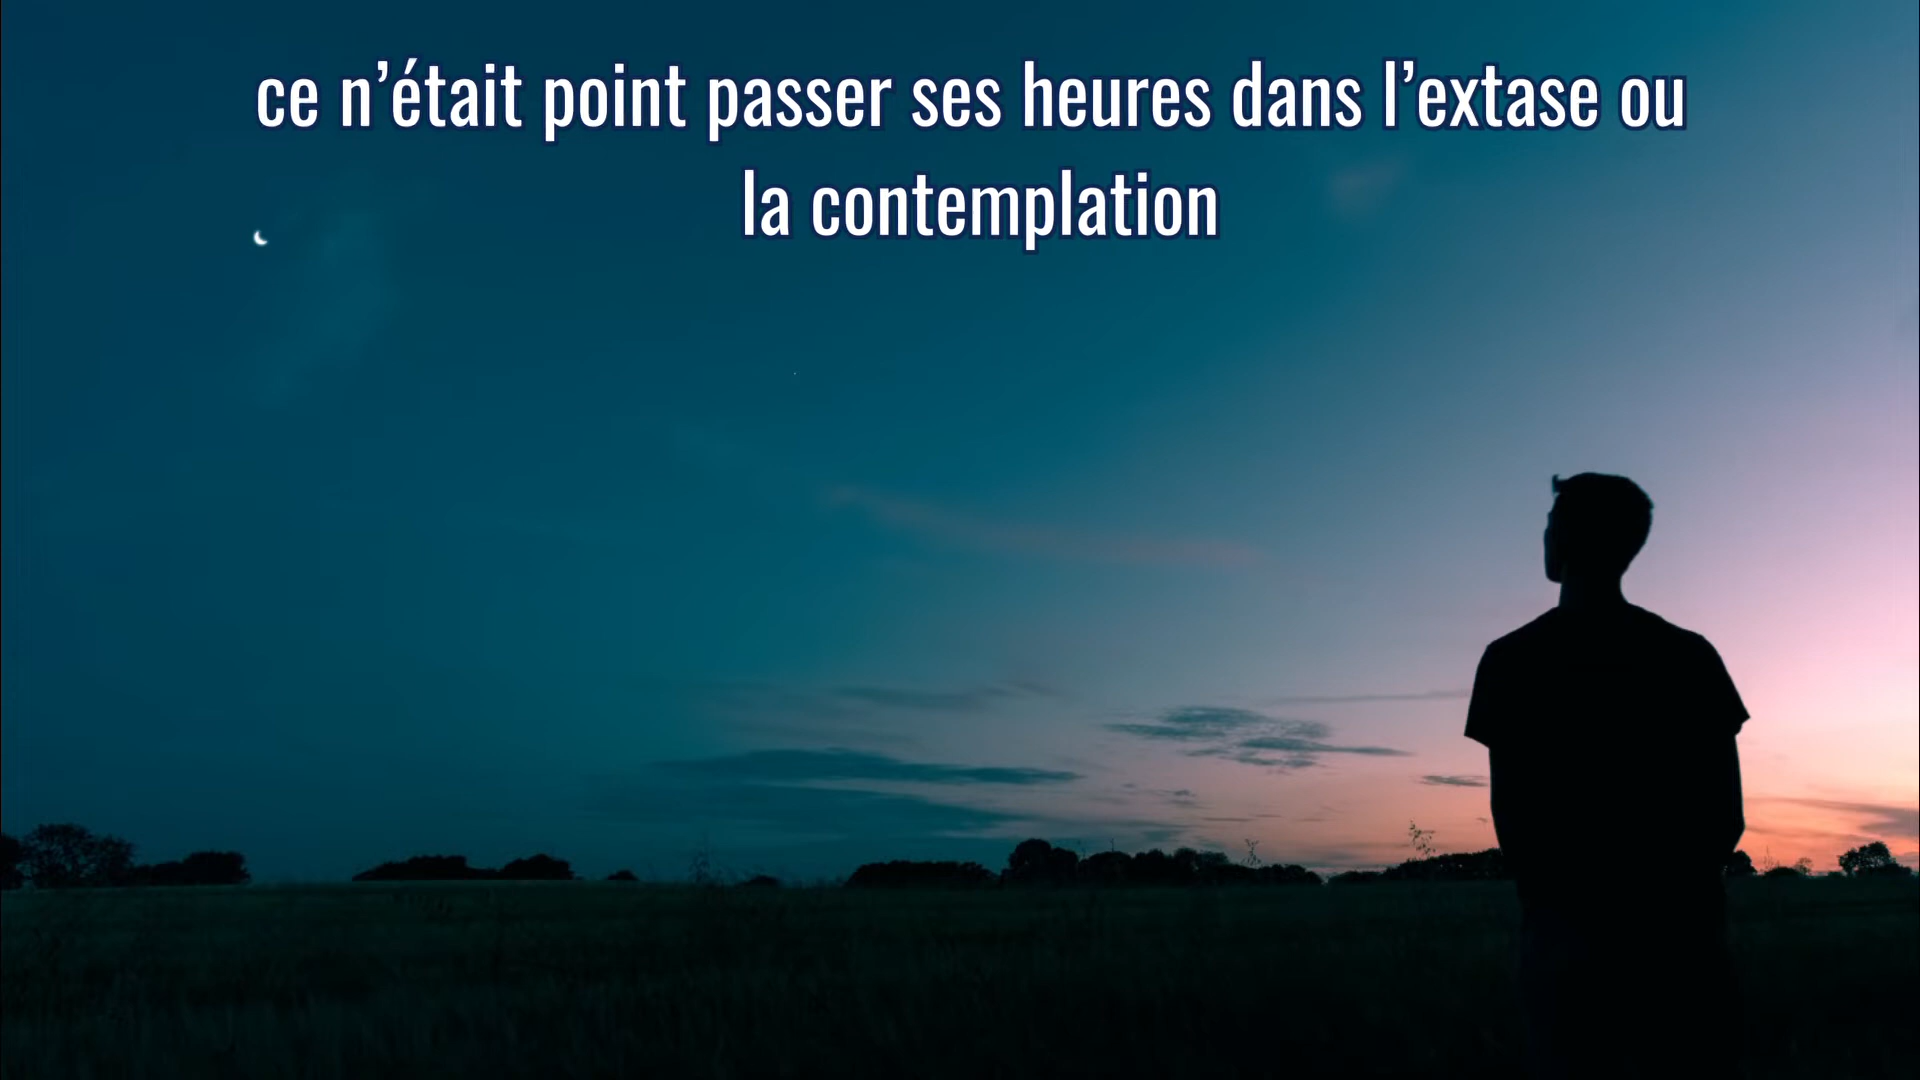 ce n’était point passer ses heures dans l’extase ou
la contemplation